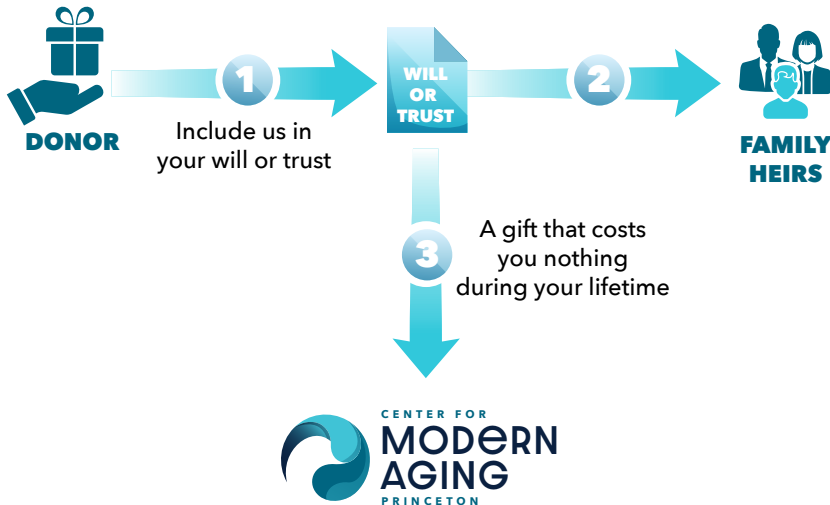 DONOR
1
Include us in
your will or trust
WILL
OR
TRUST
2
FAMILY
HEIRS
3
A gift that costs
you nothing
during your lifetime
CENTER FOR
MODERN
AGING
PRINCETON